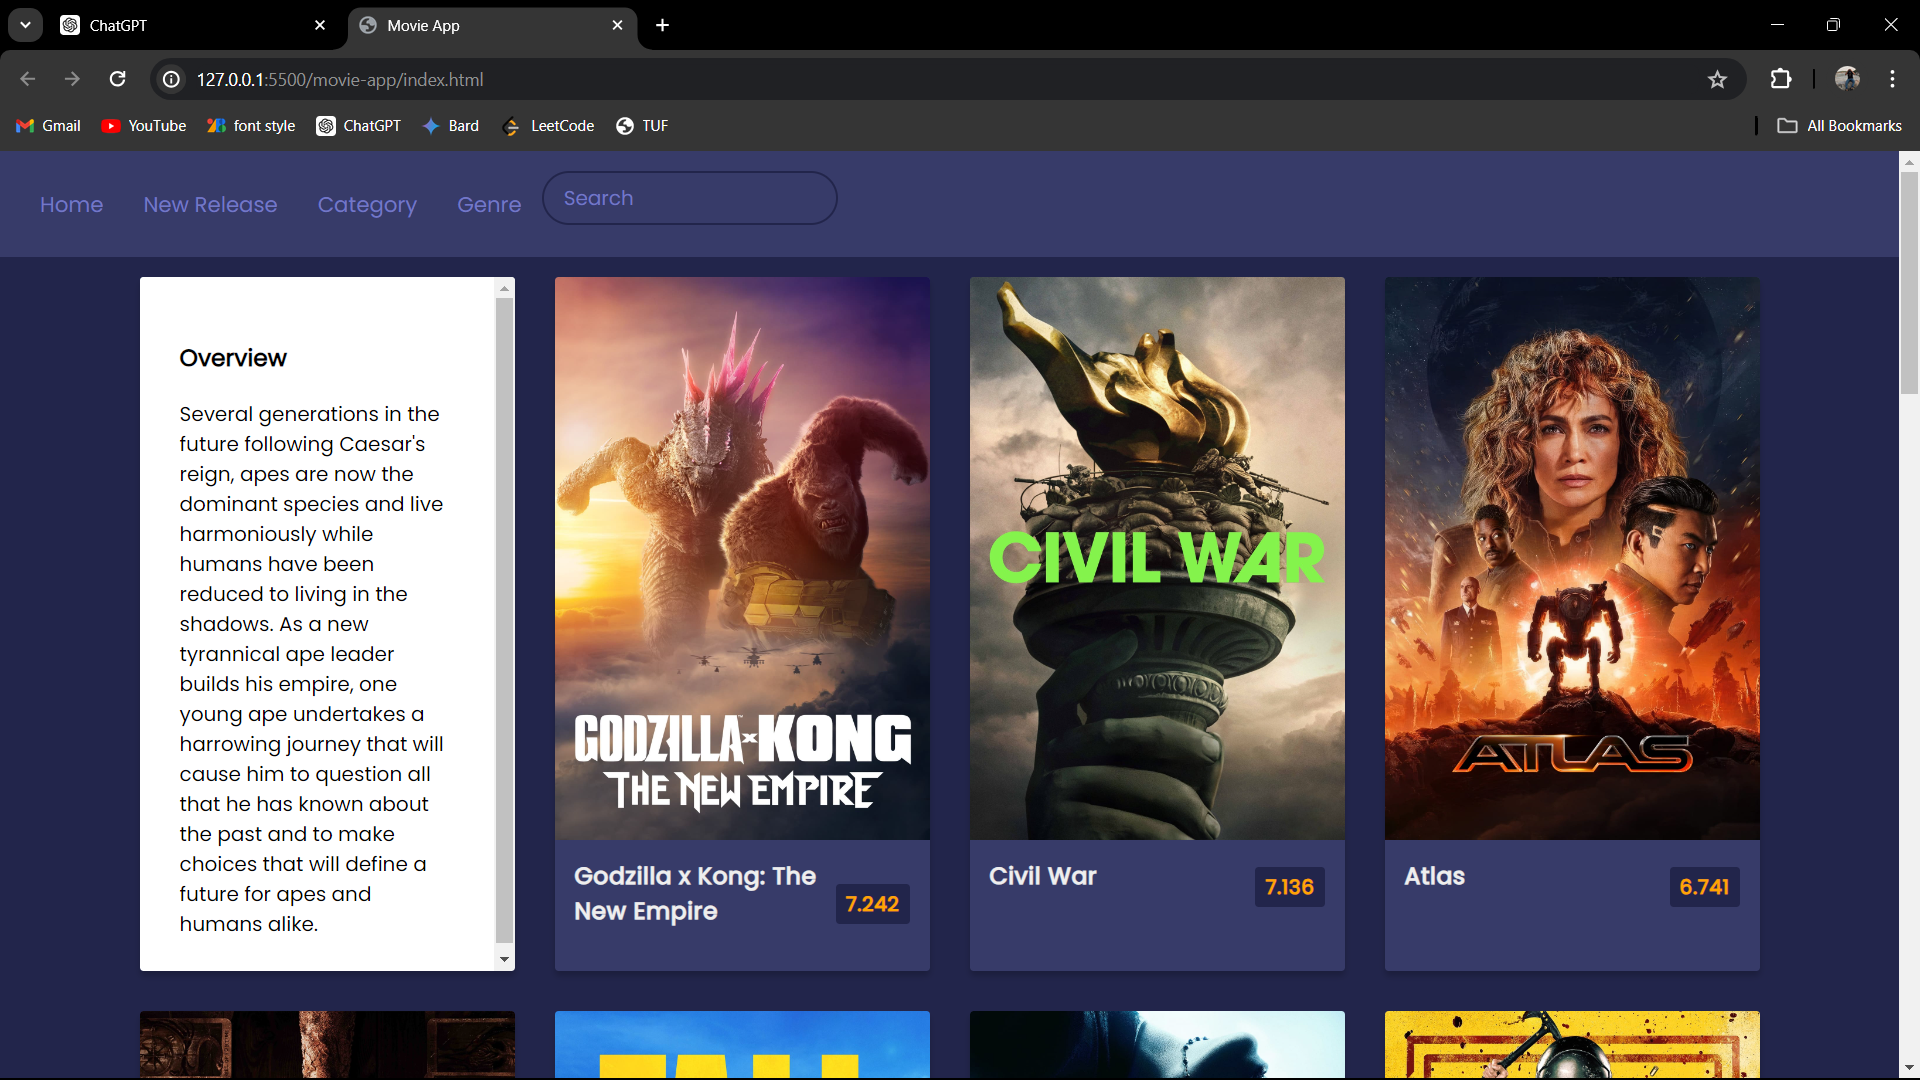 ChatGPT
Movie App
127.0.0.1:5500/movie-app/index.html
Gmail
YouTube
font style
ChatGPT
Bard
LeetCode
TUF
All Bookmarks
Home
New Release
Category
Genre
Search
Overview
Several generations in the
future following Caesar's
reign, apes are now the
dominant species and live
harmoniously while
humans have been
reduced to living in the
shadows. As a new
tyrannical ape leader
builds his empire, one
young ape undertakes a
harrowing journey that will
cause him to question all
that he has known about
the past and to make
choices that will define a
future for apes and
humans alike.
GODZILLA x KONG
THE NEW EMPIRE
Godzilla x Kong: The
New Empire
7.242
CIVIL WAR
Civil War
7.136
ATLAS
Atlas
6.741